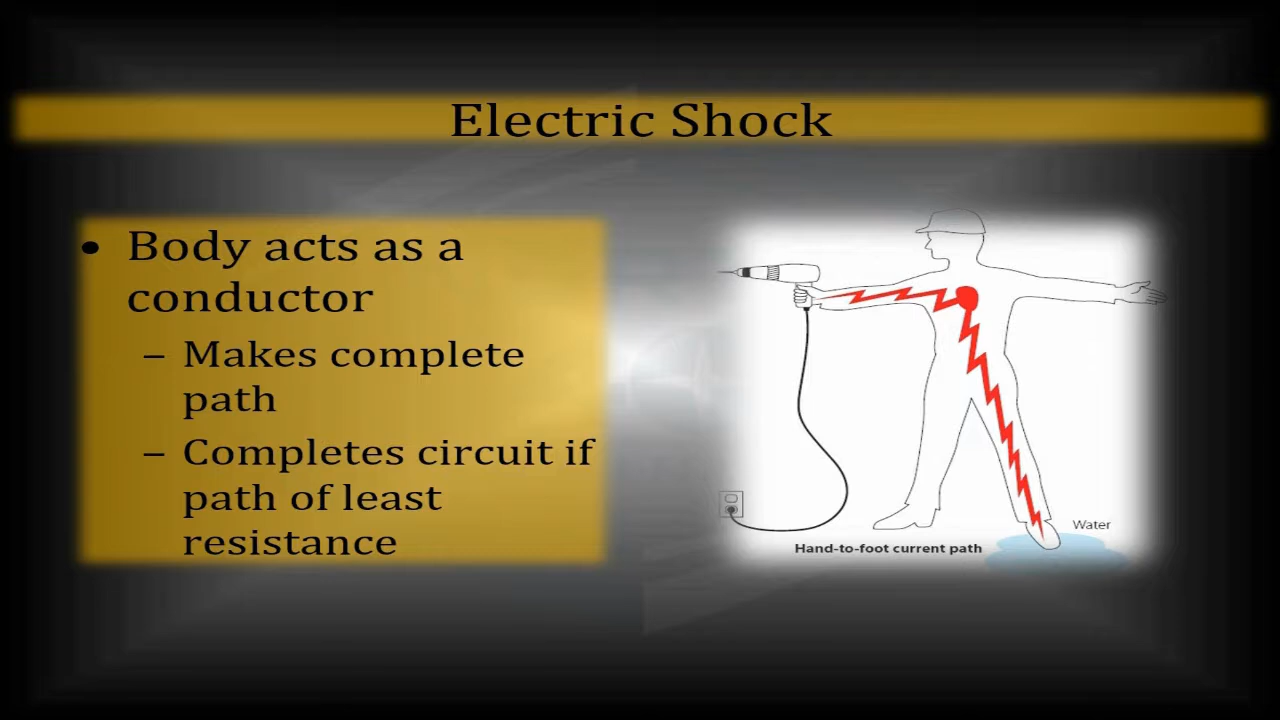 Electric Shock
• Body acts as a
conductor
– Makes complete
path
– Completes circuit if
path of least
resistance
Water
Hand-to-foot current path